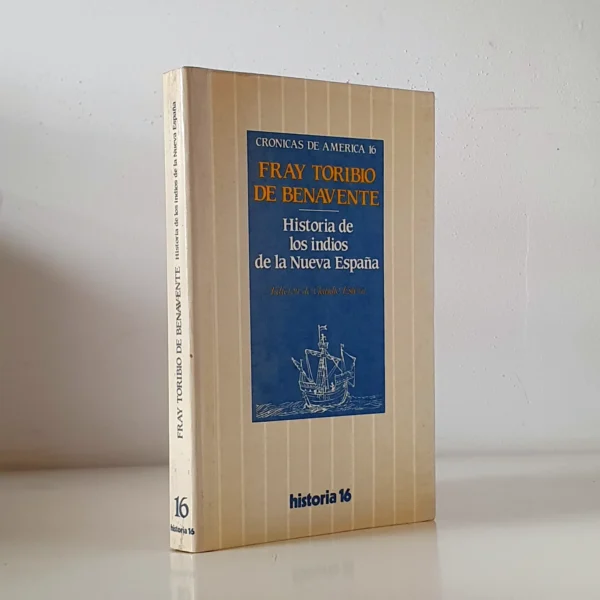 CRONICAS DE AMERICA 16
FRAY TORIBIO
DE BENAVENTE
Historia de
los indios
de la Nueva España
historia 16
FRAY TORIBIO DE BENAVENTE Historia de los indios de la Nueva España
16
historia 16